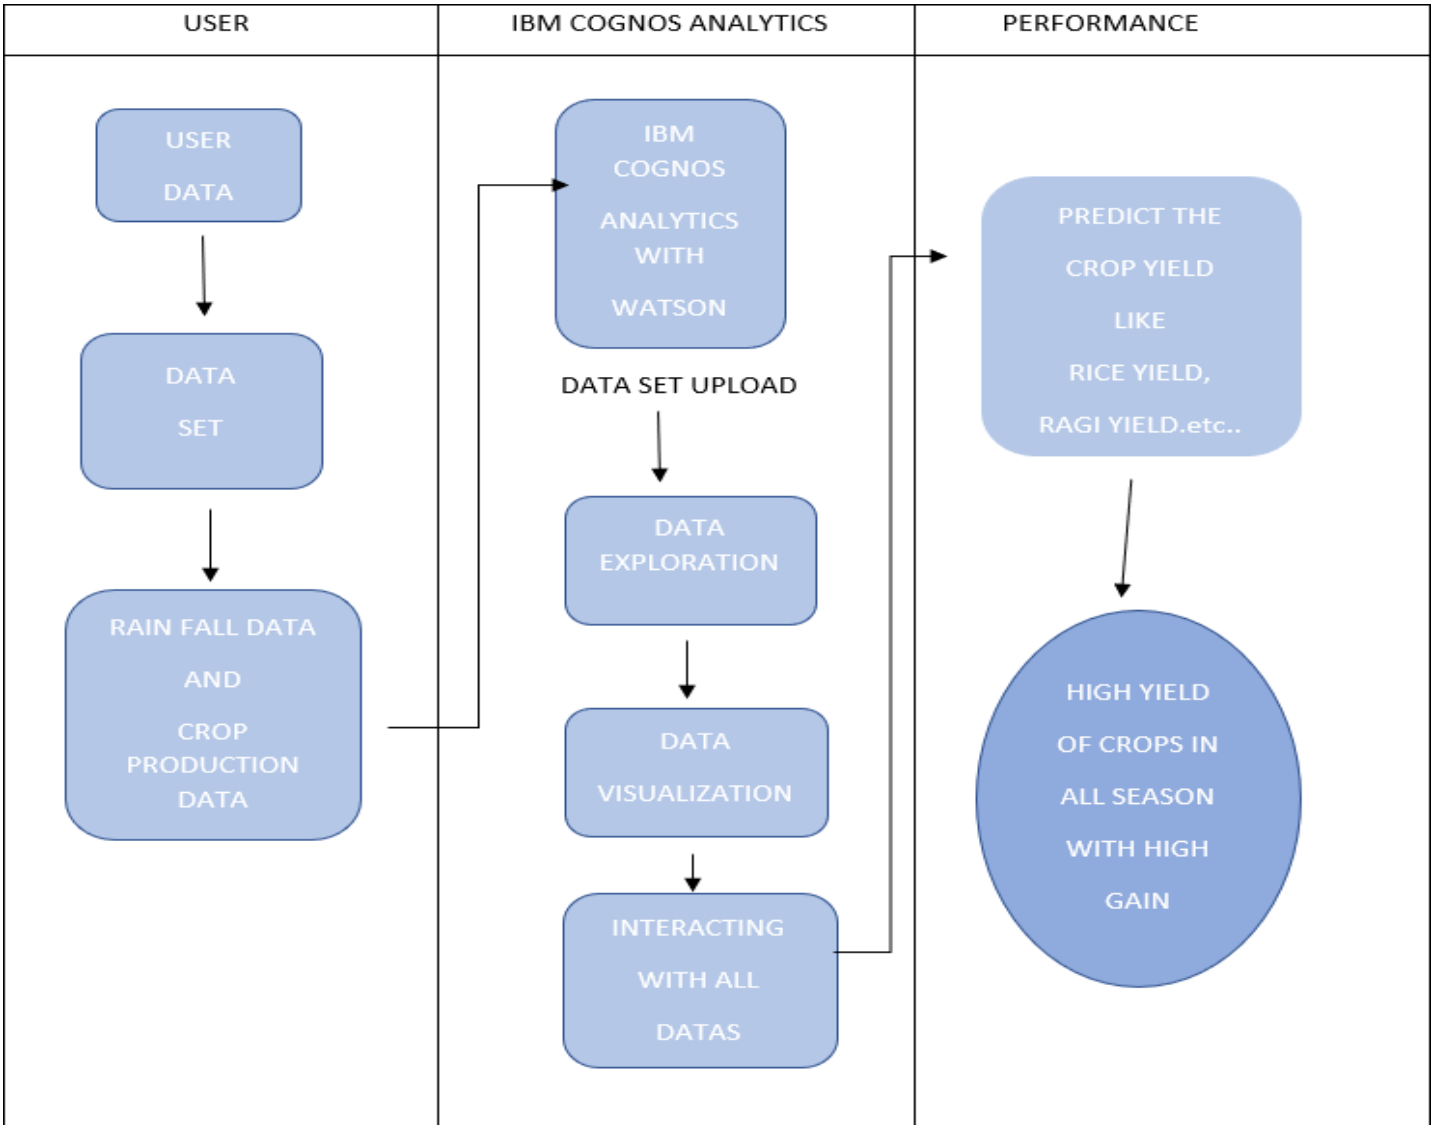 USER
IBM COGNOS ANALYTICS
PERFORMANCE
USER
DATA
DATA
SET
RAIN FALL DATA
AND
CROP
PRODUCTION
DATA
IBM
COGNOS
ANALYTICS
WITH
WATSON
DATA SET UPLOAD
DATA
EXPLORATION
DATA
VISUALIZATION
INTERACTING
WITH ALL
DATAS
PREDICT THE
CROP YIELD
LIKE
RICE YIELD,
RAGI YIELD.etc..
HIGH YIELD
OF CROPS IN
ALL SEASON
WITH HIGH
GAIN